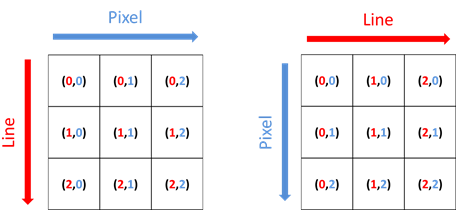 Pixel
Line
(0,0) (0,1) (0,2)
(1,0) (1,1) (1,2)
(2,0) (2,1) (2,2)
Line
Pixel
(0,0) (1,0) (2,0)
(0,1) (1,1) (2,1)
(0,2) (1,2) (2,2)